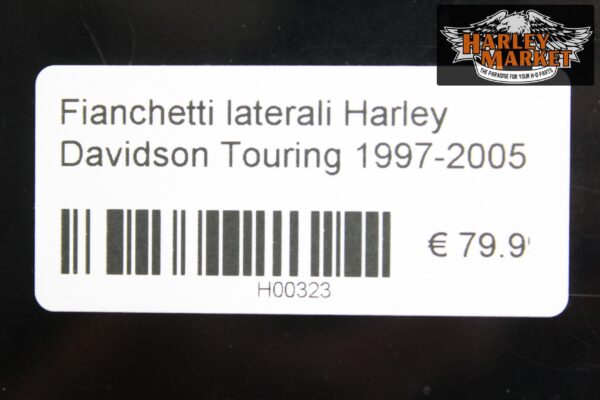 HARLEY
MARKET
THE PARADISE FOR YOUR H-D PARTS
Fianchetti laterali Harley
Davidson Touring 1997-2005
€ 79.9
H00323